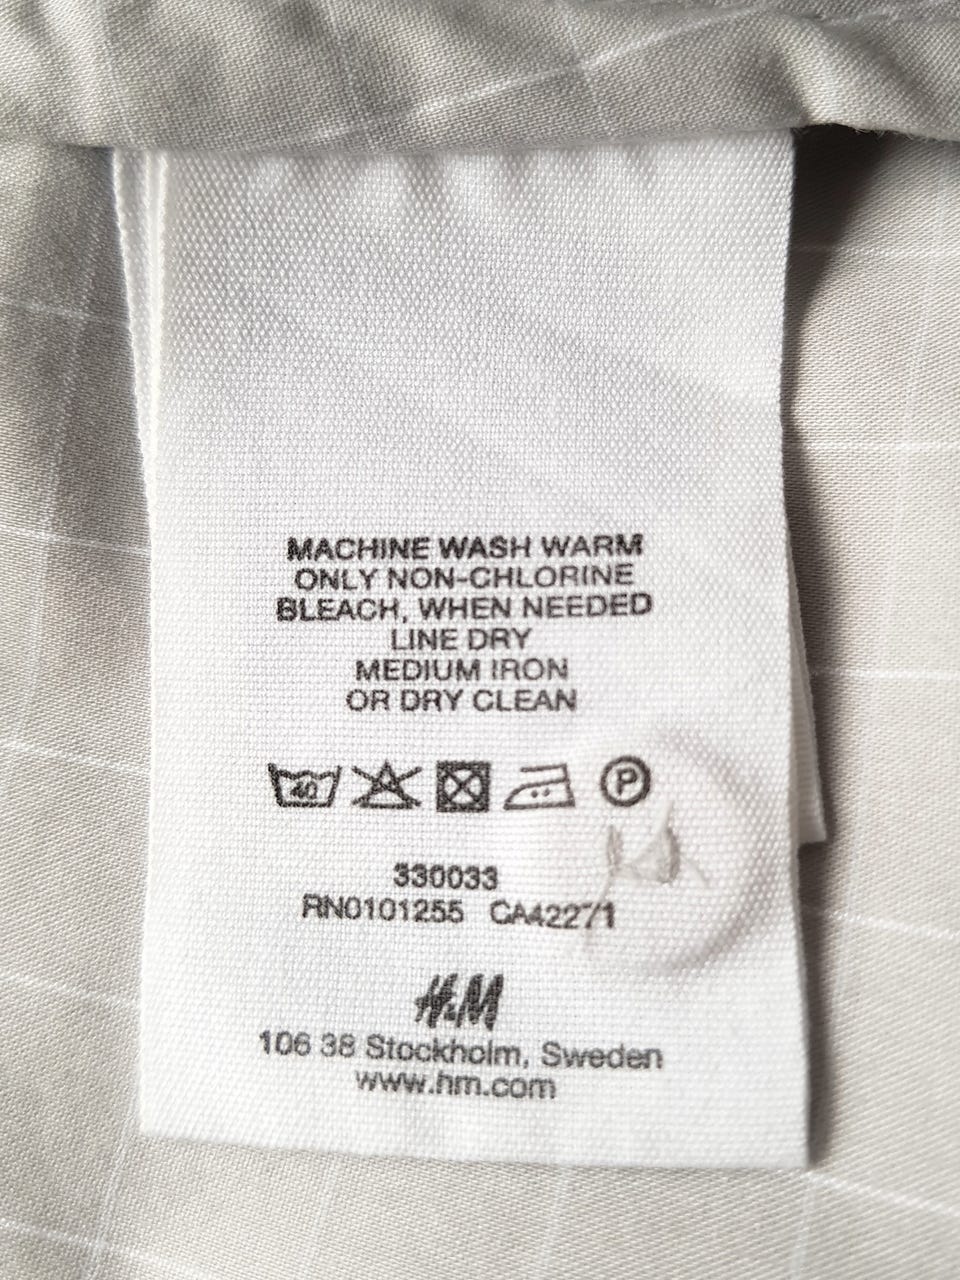 MACHINE WASH WARM
ONLY NON-CHLORINE
BLEACH, WHEN NEEDED
LINE DRY
MEDIUM IRON
OR DRY CLEAN
40 P
330033
RN0101255 CA42271
H&M
106 38 Stockholm, Sweden
www.hm.com